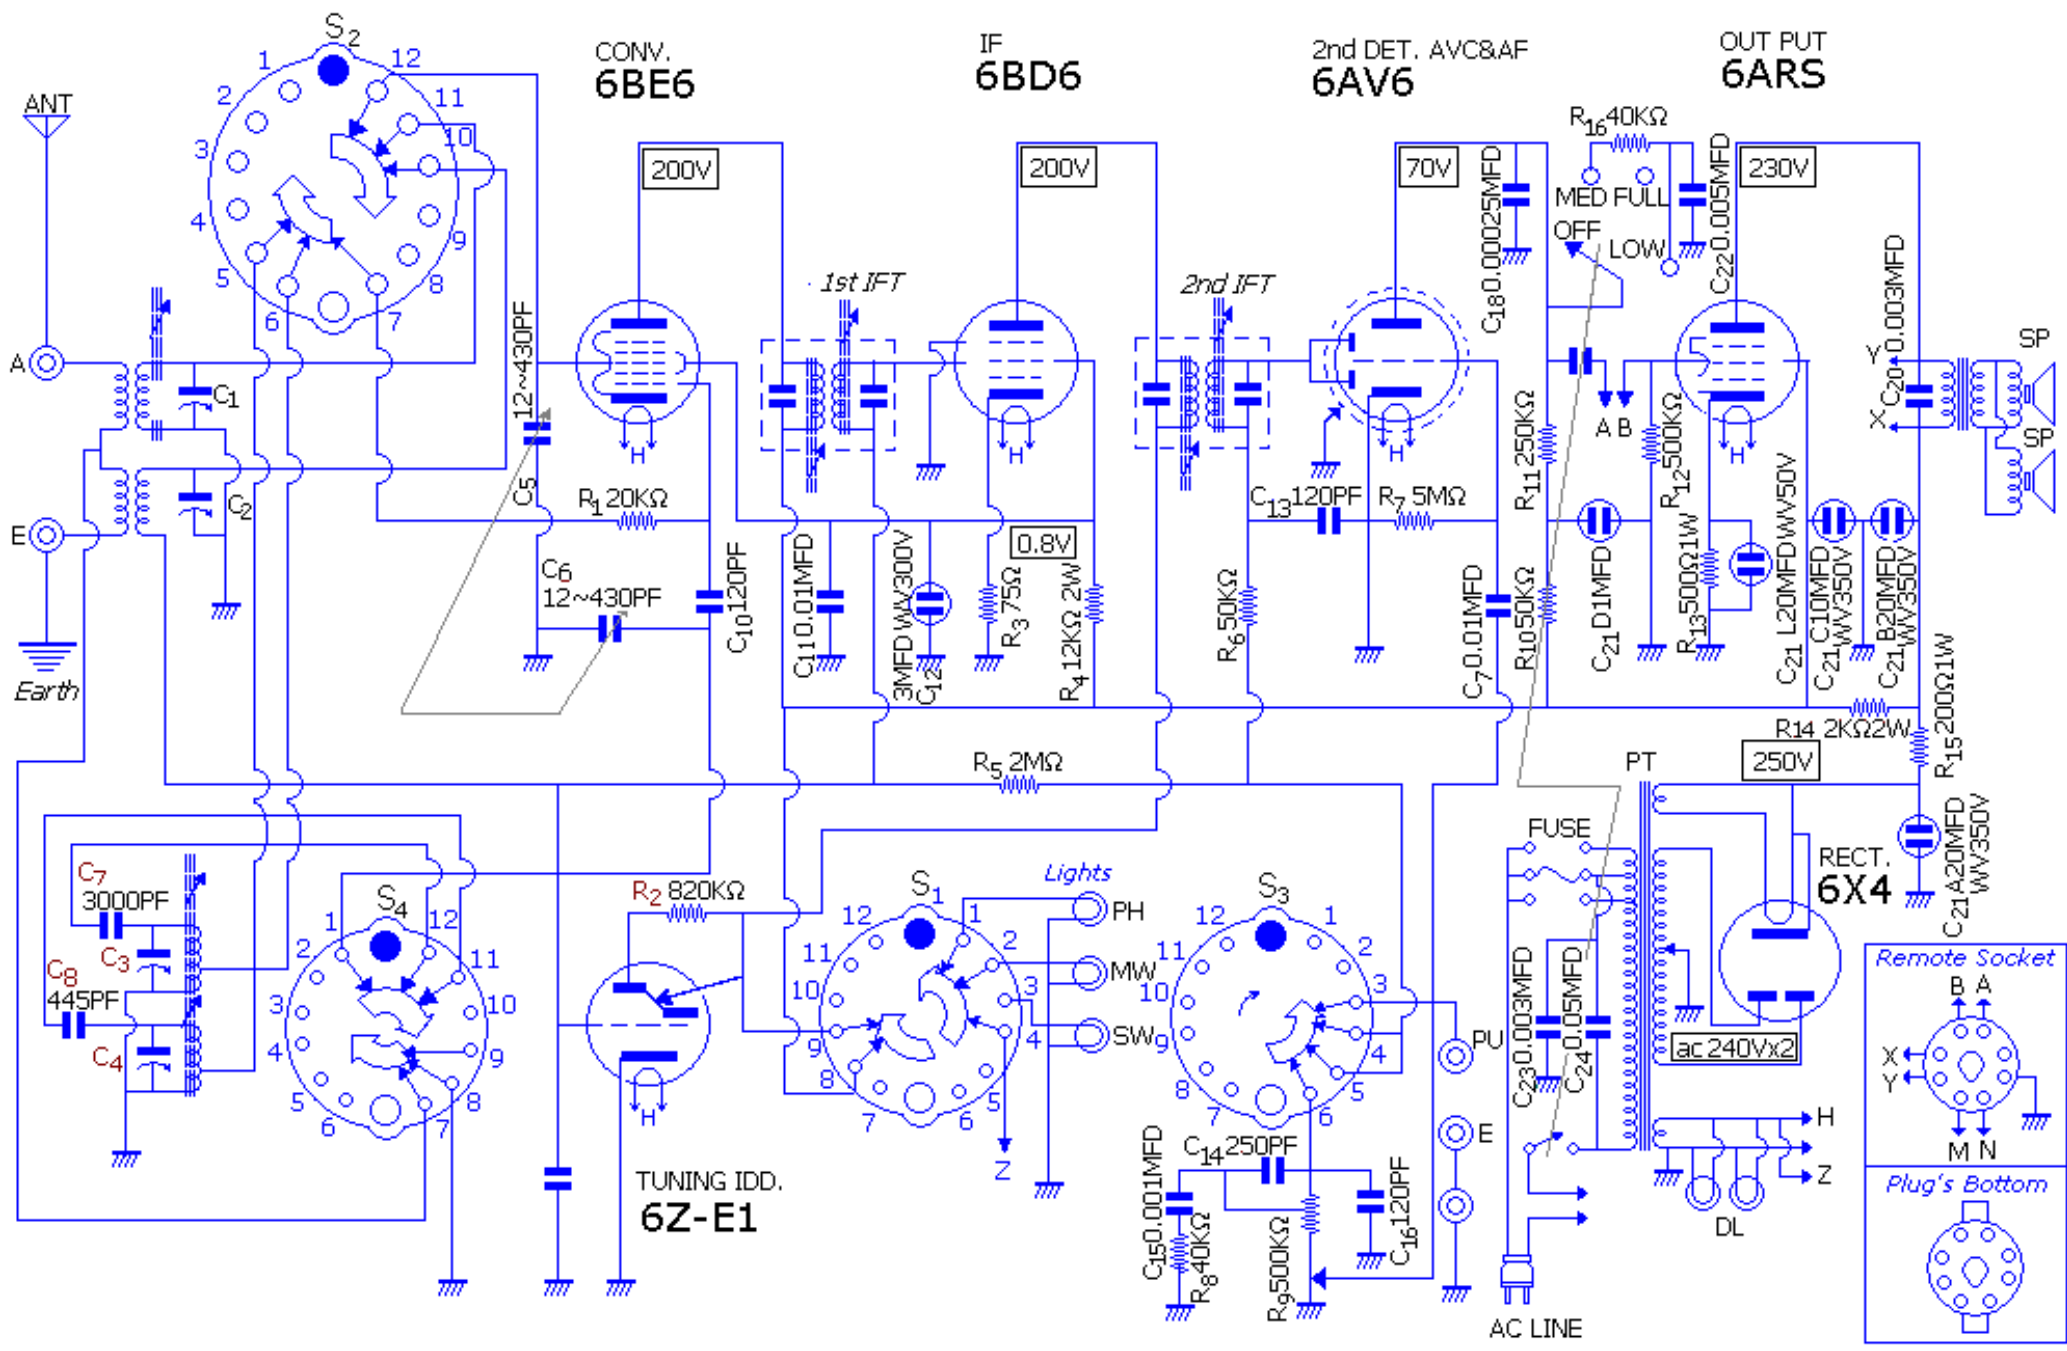 S2
CONV.
6BE6
IF
6BD6
2nd DET. AVC&AF
6AV6
OUT PUT
6ARS
ANT
1
2
3
4
5
6
7
8
9
10
11
12
200V
200V
70V
230V
R16 40KΩ
MED FULL
OFF
LOW
C18 0.00025MFD
C22 0.005MFD
C20 0.003MFD
1st IFT
2nd IFT
A
E
Earth
C1
C2
C5 12~430PF
H
H
H
H
R1 20KΩ
C6
12~430PF
C10 120PF
C11 0.01MFD
3MFD WV300V
C12
R3 75Ω
0.8V
R4 12KΩ 2W
C13 120PF
R7 5MΩ
R6 50KΩ
C7 0.01MFD
R11 250KΩ
R10 50KΩ
A B
R12 500KΩ
C21 D1MFD
R13 500Ω1W
C21 L20MFDWV50V
C21 C10MFD
WV350V
C21 B20MFD
WV350V
Y
X
SP
SP
R14 2KΩ2W
R15 200Ω1W
R5 2MΩ
PT
250V
C21 A20MFD
WV350V
FUSE
RECT.
6X4
C7
3000PF
C3
C8
445PF
C4
S4
1
2
3
4
5
6
7
8
9
10
11
12
R2 820KΩ
H
TUNING IDD.
6Z-E1
S1
1
2
3
4
5
6
7
8
9
10
11
12
Z
Lights
PH
MW
SW
S3
1
2
3
4
5
6
7
8
9
10
11
12
PU
E
C14 250PF
C15 0.001MFD
R8 40KΩ
R9 500KΩ
C16 120PF
C23 0.003MFD
C24 0.05MFD
ac240Vx2
H
Z
DL
AC LINE
Remote Socket
B A
X
Y
M N
Plug's Bottom